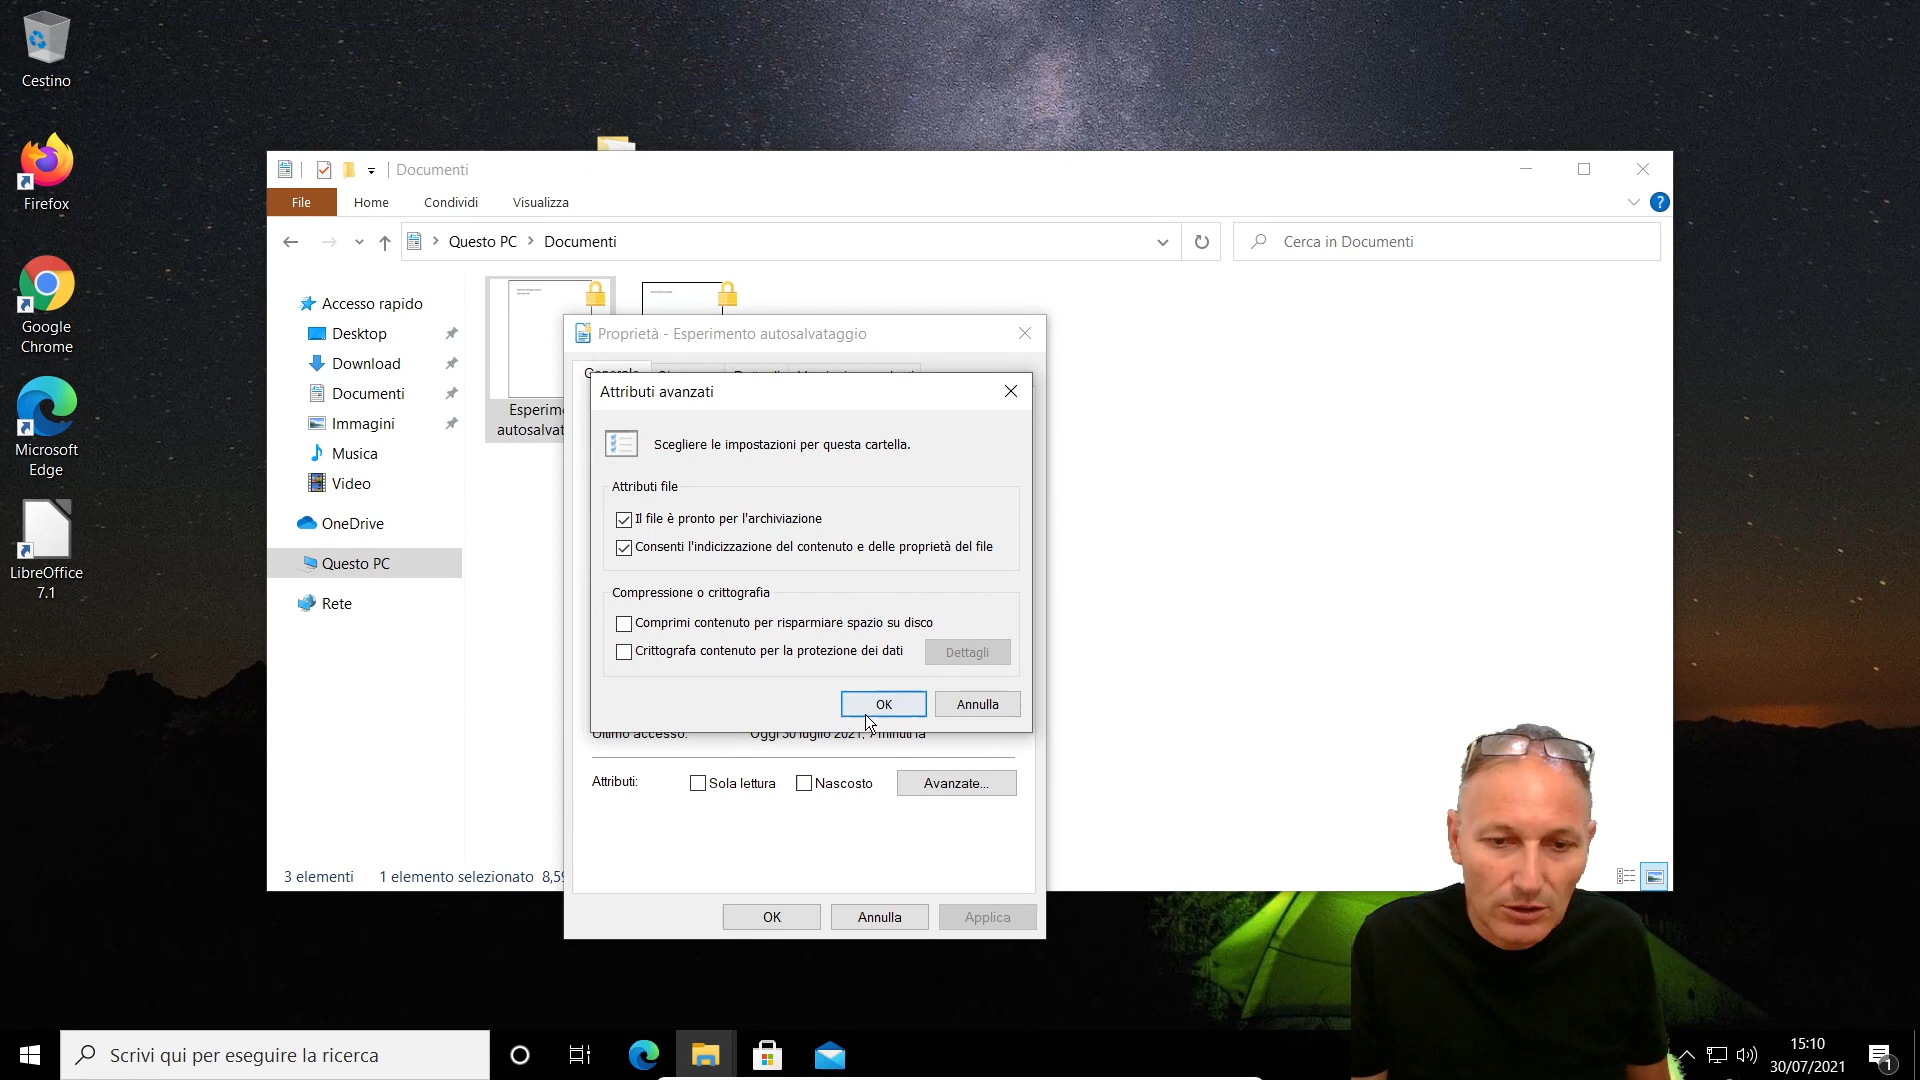 Cestino
Firefox
Google
Chrome
Microsoft
Edge
LibreOffice
7.1
Documenti
File
Home
Condividi
Visualizza
Questo PC
Documenti
Cerca in Documenti
Accesso rapido
Desktop
Download
Documenti
Immagini
Musica
Video
OneDrive
Questo PC
Rete
Proprietà - Esperimento autosalvataggio
Attributi avanzati
Scegliere le impostazioni per questa cartella.
Attributi file
Il file è pronto per l'archiviazione
Consenti l'indicizzazione del contenuto e delle proprietà del file
Compressione o crittografia
Comprimi contenuto per risparmiare spazio su disco
Crittografa contenuto per la protezione dei dati
Dettagli
OK
Annulla
Ultimo accesso:
Oggi 30 luglio 2021,
minuti fa
Attributi:
Sola lettura
Nascosto
Avanzate...
3 elementi
1 elemento selezionato 8,59
OK
Annulla
Applica
Scrivi qui per eseguire la ricerca
15:10
30/07/2021
1